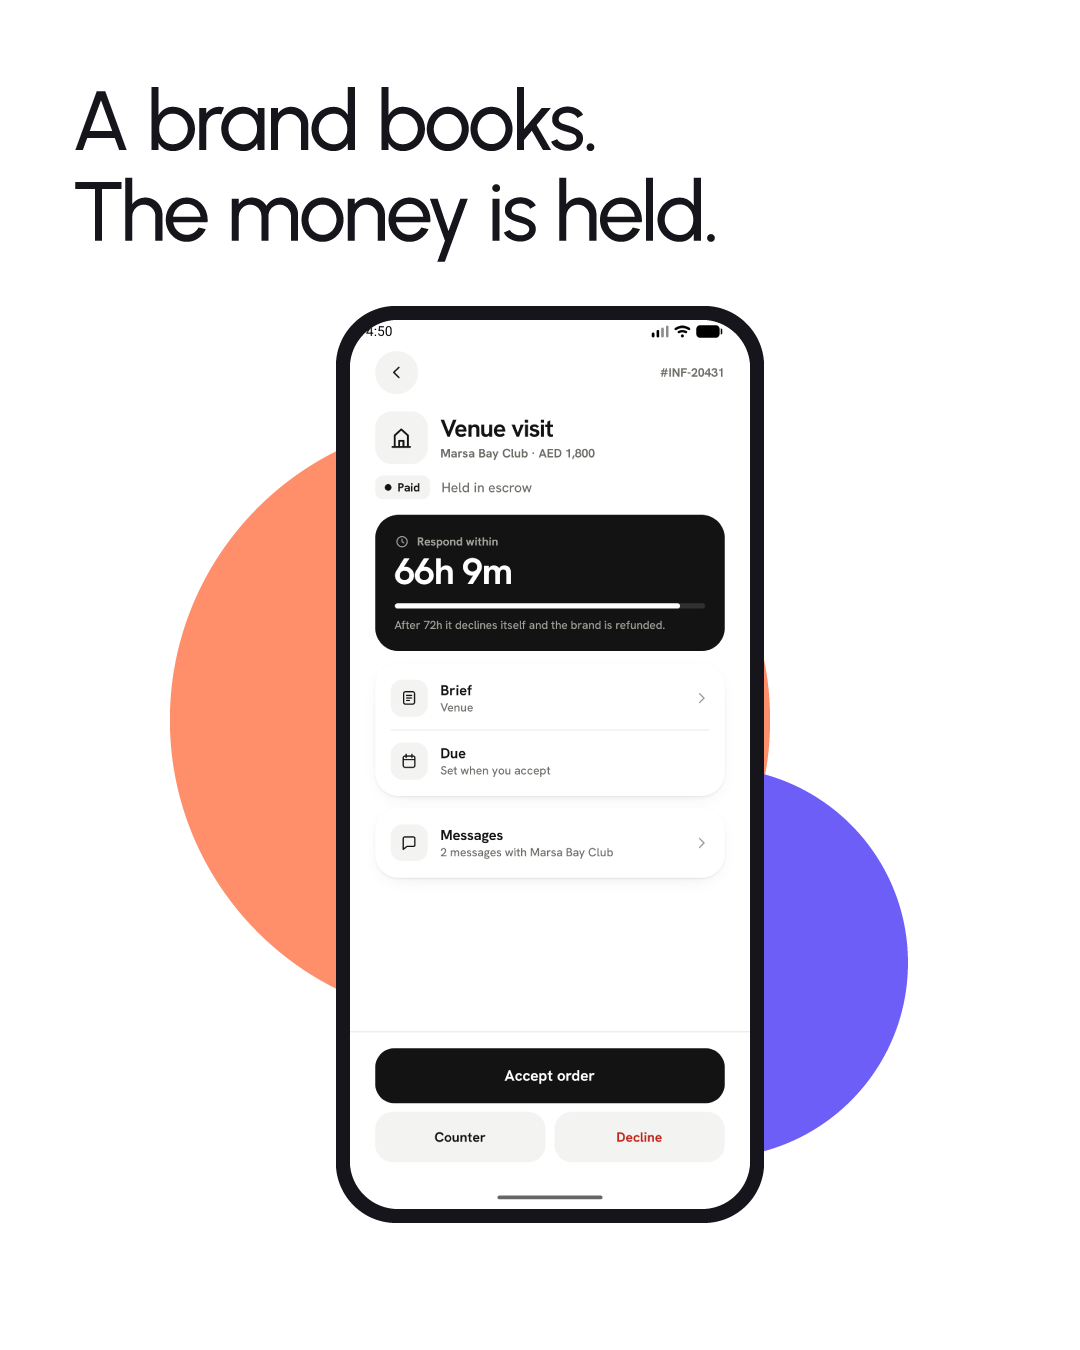 A brand books.
The money is held.
4:50
#INF-20431
Venue visit
Marsa Bay Club · AED 1,800
Paid
Held in escrow
Respond within
66h 9m
After 72h it declines itself and the brand is refunded.
Brief
Venue
Due
Set when you accept
Messages
2 messages with Marsa Bay Club
Accept order
Counter
Decline